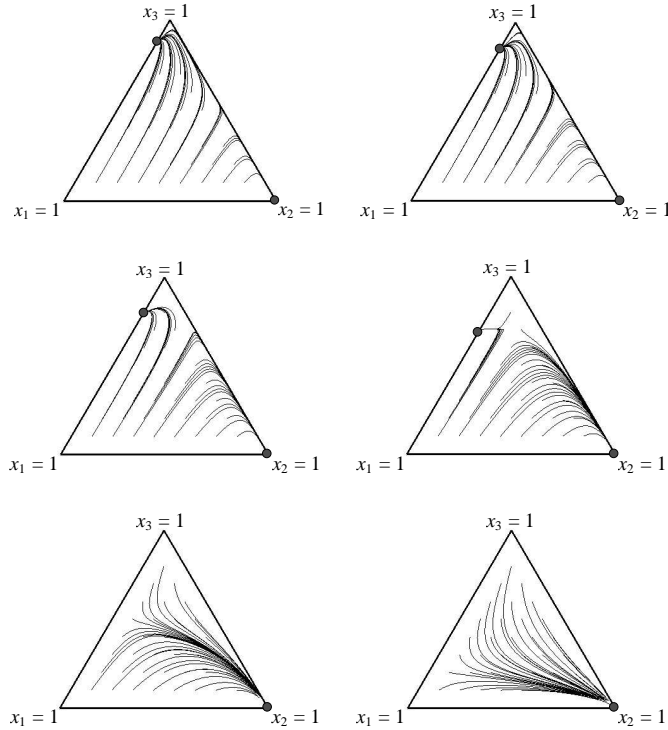 x₃ = 1
x₃ = 1
x₁ = 1
x₂ = 1
x₁ = 1
x₂ = 1
x₃ = 1
x₃ = 1
x₁ = 1
x₂ = 1
x₁ = 1
x₂ = 1
x₃ = 1
x₃ = 1
x₁ = 1
x₂ = 1
x₁ = 1
x₂ = 1